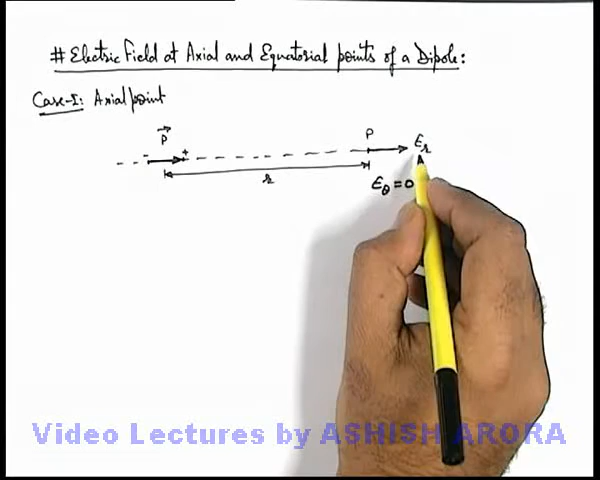 # Electric Field at Axial and Equatorial points of a Dipole:
Case-I: Axial point
P⃗
P
- + Eᵣ
r
E_θ = 0
Video Lectures by ASHISH ARORA